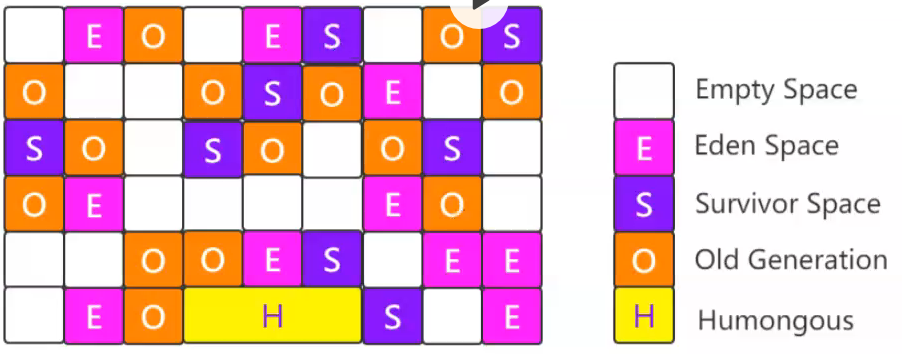 E O E S O S
O O S O E O Empty Space
S O S O O S E Eden Space
O E E O S Survivor Space
O O E S E E O Old Generation
E O H S E H Humongous